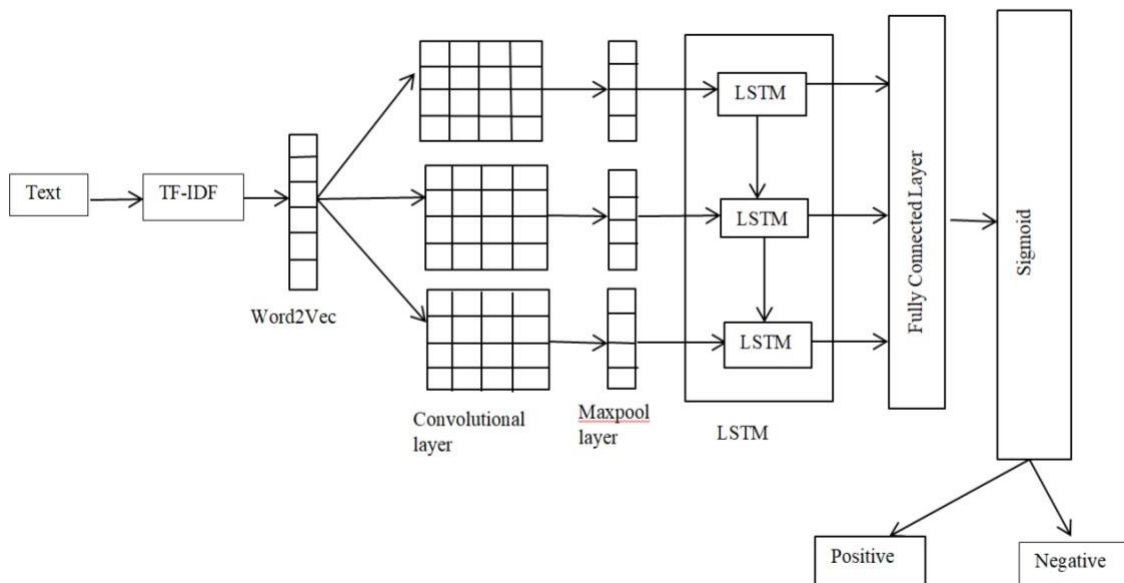 Text
TF-IDF
Word2Vec
Convolutional
layer
Maxpool
layer
LSTM
LSTM
LSTM
LSTM
Fully Connected Layer
Sigmoid
Positive
Negative